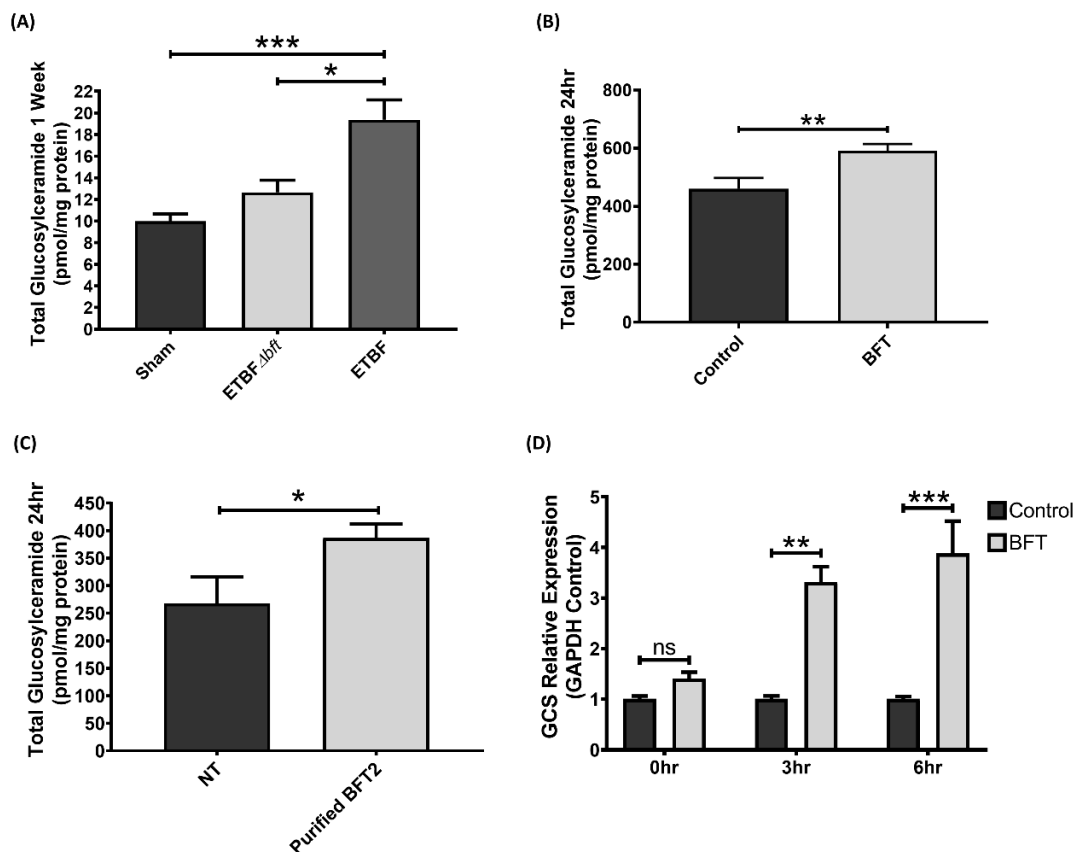 (A)
Total Glucosylceramide 1 Week
(pmol/mg protein)
22
20
18
16
14
12
10
8
6
4
2
0
***
*
Sham
ETBFΔbft
ETBF
(B)
Total Glucosylceramide 24hr
(pmol/mg protein)
800
600
400
200
0
**
Control
BFT
(C)
Total Glucosylceramide 24hr
(pmol/mg protein)
450
400
350
300
250
200
150
100
50
0
*
NT
Purified BFT2
(D)
GCS Relative Expression
(GAPDH Control)
5
4
3
2
1
0
ns
**
***
0hr
3hr
6hr
Control
BFT